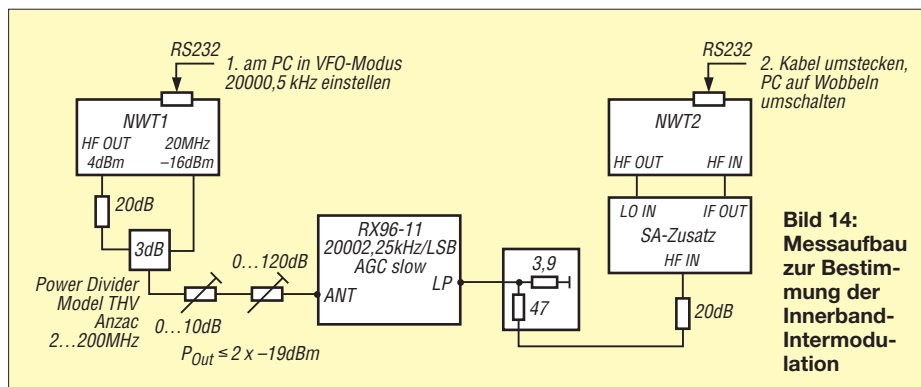 RS232
1. am PC in VFO-Modus
20000,5 kHz einstellen
NWT1
HF OUT
4dBm
20MHz
–16dBm
20dB
3dB
Power Divider
Model THV
Anzac
2…200MHz
0…10dB
0…120dB
P_Out ≤ 2 x –19dBm
RX96-11
20002,25kHz/LSB
AGC slow
ANT
LP
3,9
47
RS232
2. Kabel umstecken,
PC auf Wobbeln
umschalten
NWT2
HF OUT
HF IN
LO IN
IF OUT
SA-Zusatz
HF IN
20dB
Bild 14:
Messaufbau
zur Bestim-
mung der
Innerband-
Intermodu-
lation